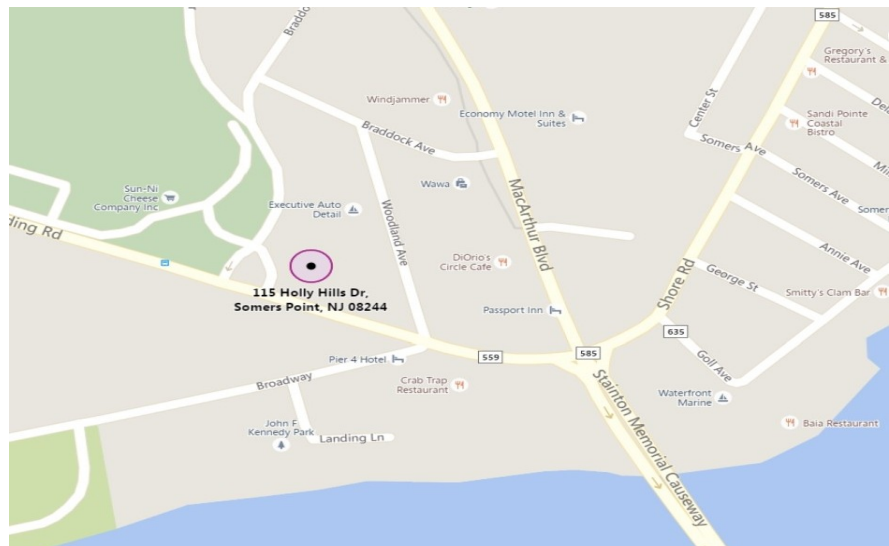 585
Gregory's
Restaurant &
Braddo
Center St
Dela
Windjammer
Economy Motel Inn &
Suites
Sandi Pointe
Coastal
Bistro
Braddock Ave
Somers Ave
Mil
Sun-Ni
Cheese
Company Inc
Wawa
MacArthur Blvd
Somers Ave
Somer
Executive Auto
Detail
Woodland Ave
ding Rd
DiOrio's
Circle Cafe
Annie Ave
Shore Rd
George St
Smitty's Clam Bar
115 Holly Hills Dr,
Somers Point, NJ 08244
Passport Inn
635
559
585
Pier 4 Hotel
Goll Ave
Broadway
Crab Trap
Restaurant
Stainton Memorial Causeway
Waterfront
Marine
John F
Kennedy Park
Landing Ln
Baia Restaurant